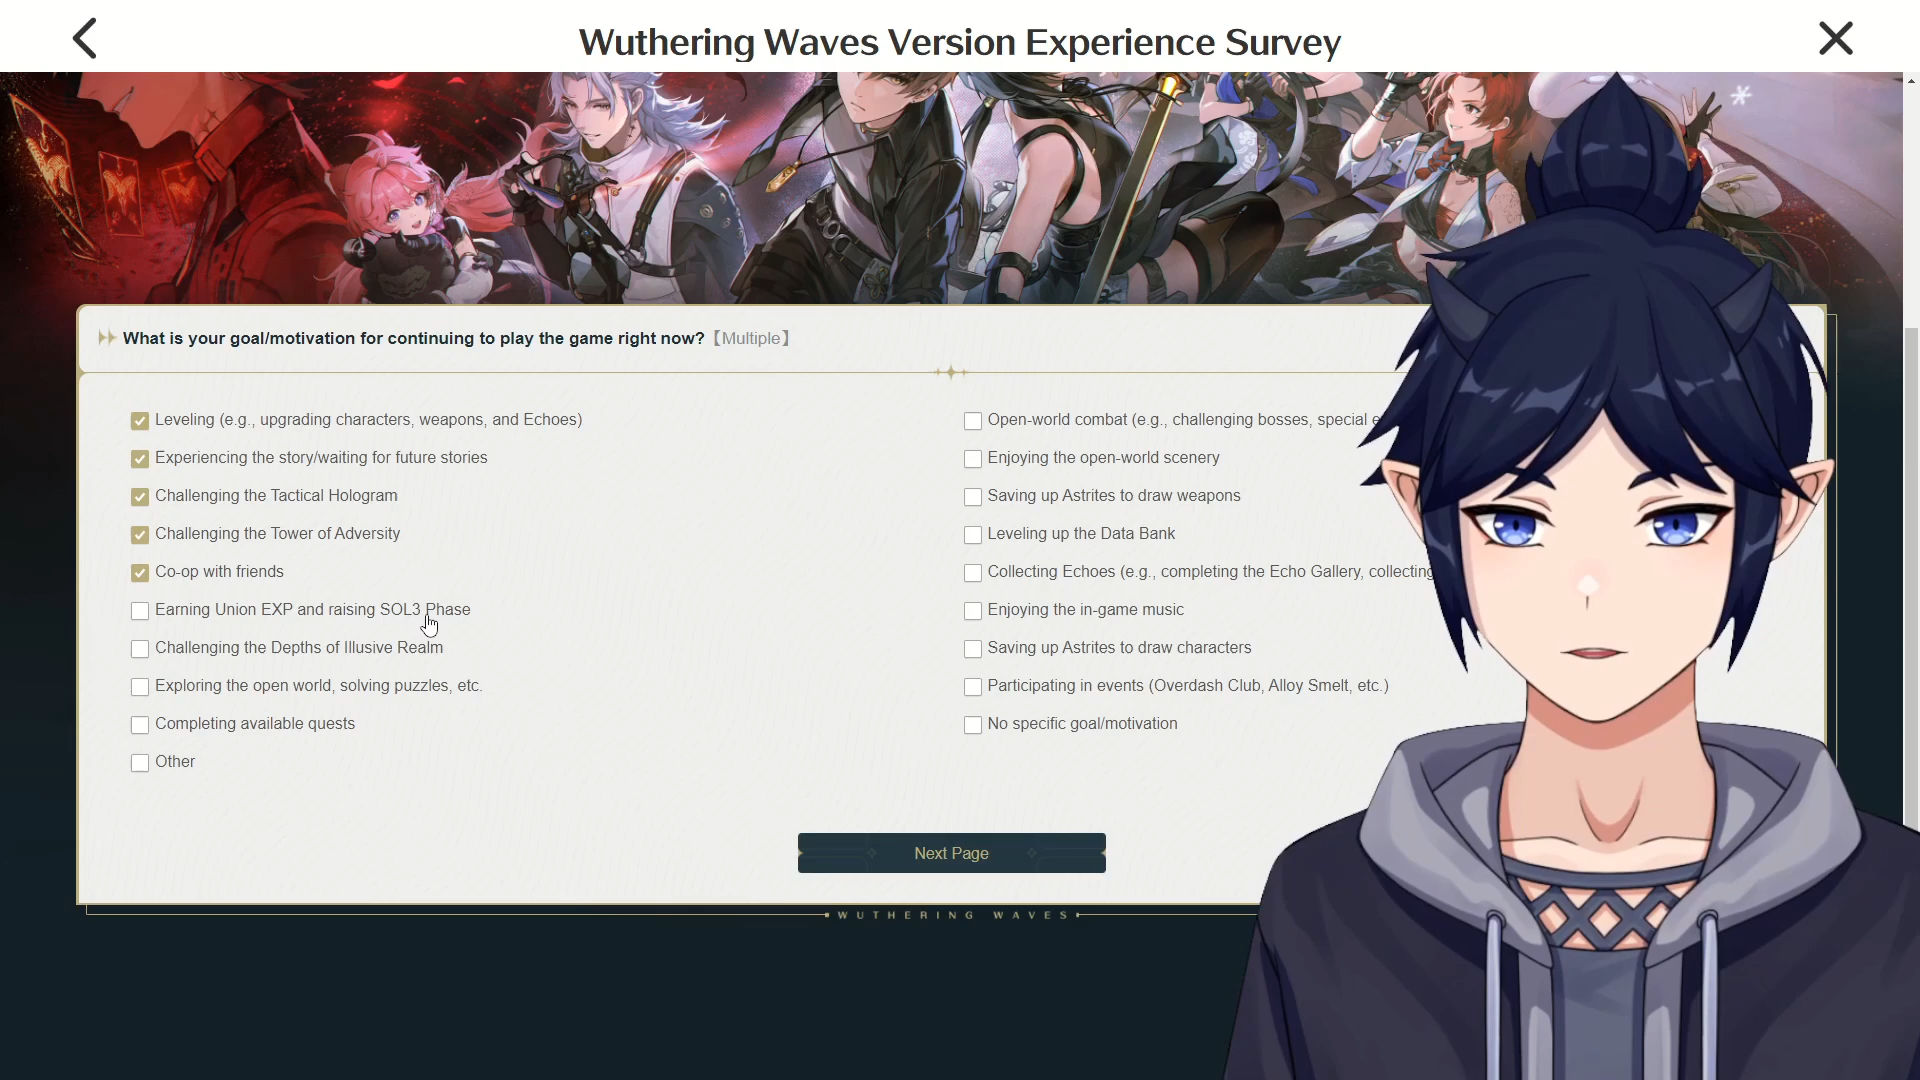 Wuthering Waves Version Experience Survey
What is your goal/motivation for continuing to play the game right now?【Multiple】
Leveling (e.g., upgrading characters, weapons, and Echoes)
Experiencing the story/waiting for future stories
Challenging the Tactical Hologram
Challenging the Tower of Adversity
Co-op with friends
Earning Union EXP and raising SOL3 Phase
Challenging the Depths of Illusive Realm
Exploring the open world, solving puzzles, etc.
Completing available quests
Other
Open-world combat (e.g., challenging bosses, special
Enjoying the open-world scenery
Saving up Astrites to draw weapons
Leveling up the Data Bank
Collecting Echoes (e.g., completing the Echo Gallery, collecting
Enjoying the in-game music
Saving up Astrites to draw characters
Participating in events (Overdash Club, Alloy Smelt, etc.)
No specific goal/motivation
Next Page
WUTHERING WAVES